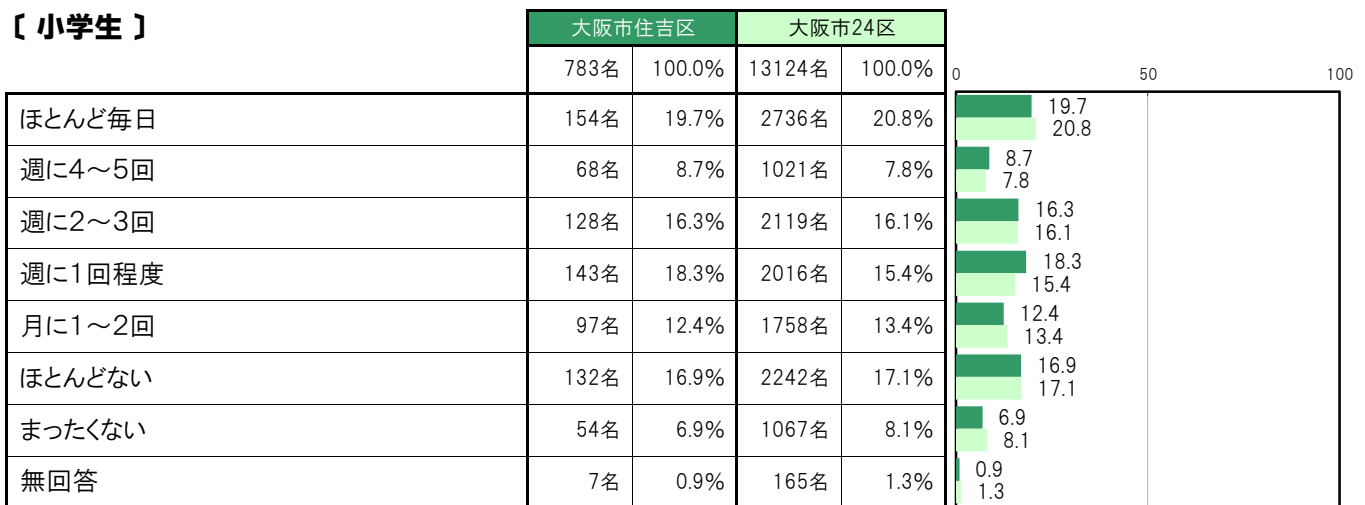 〔 小学生 〕
大阪市住吉区 大阪市24区
783名 100.0% 13124名 100.0%
0 50 100
ほとんど毎日 154名 19.7% 2736名 20.8%
19.7
20.8
週に4～5回 68名 8.7% 1021名 7.8%
8.7
7.8
週に2～3回 128名 16.3% 2119名 16.1%
16.3
16.1
週に1回程度 143名 18.3% 2016名 15.4%
18.3
15.4
月に1～2回 97名 12.4% 1758名 13.4%
12.4
13.4
ほとんどない 132名 16.9% 2242名 17.1%
16.9
17.1
まったくない 54名 6.9% 1067名 8.1%
6.9
8.1
無回答 7名 0.9% 165名 1.3%
0.9
1.3